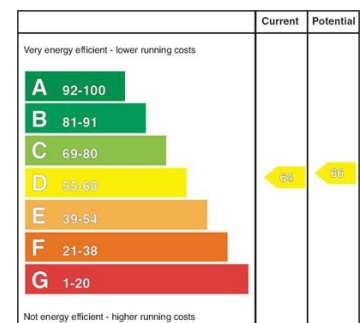 Current Potential
Very energy efficient - lower running costs
A 92-100
B 81-91
C 69-80
D 55-68 64 66
E 39-54
F 21-38
G 1-20
Not energy efficient - higher running costs